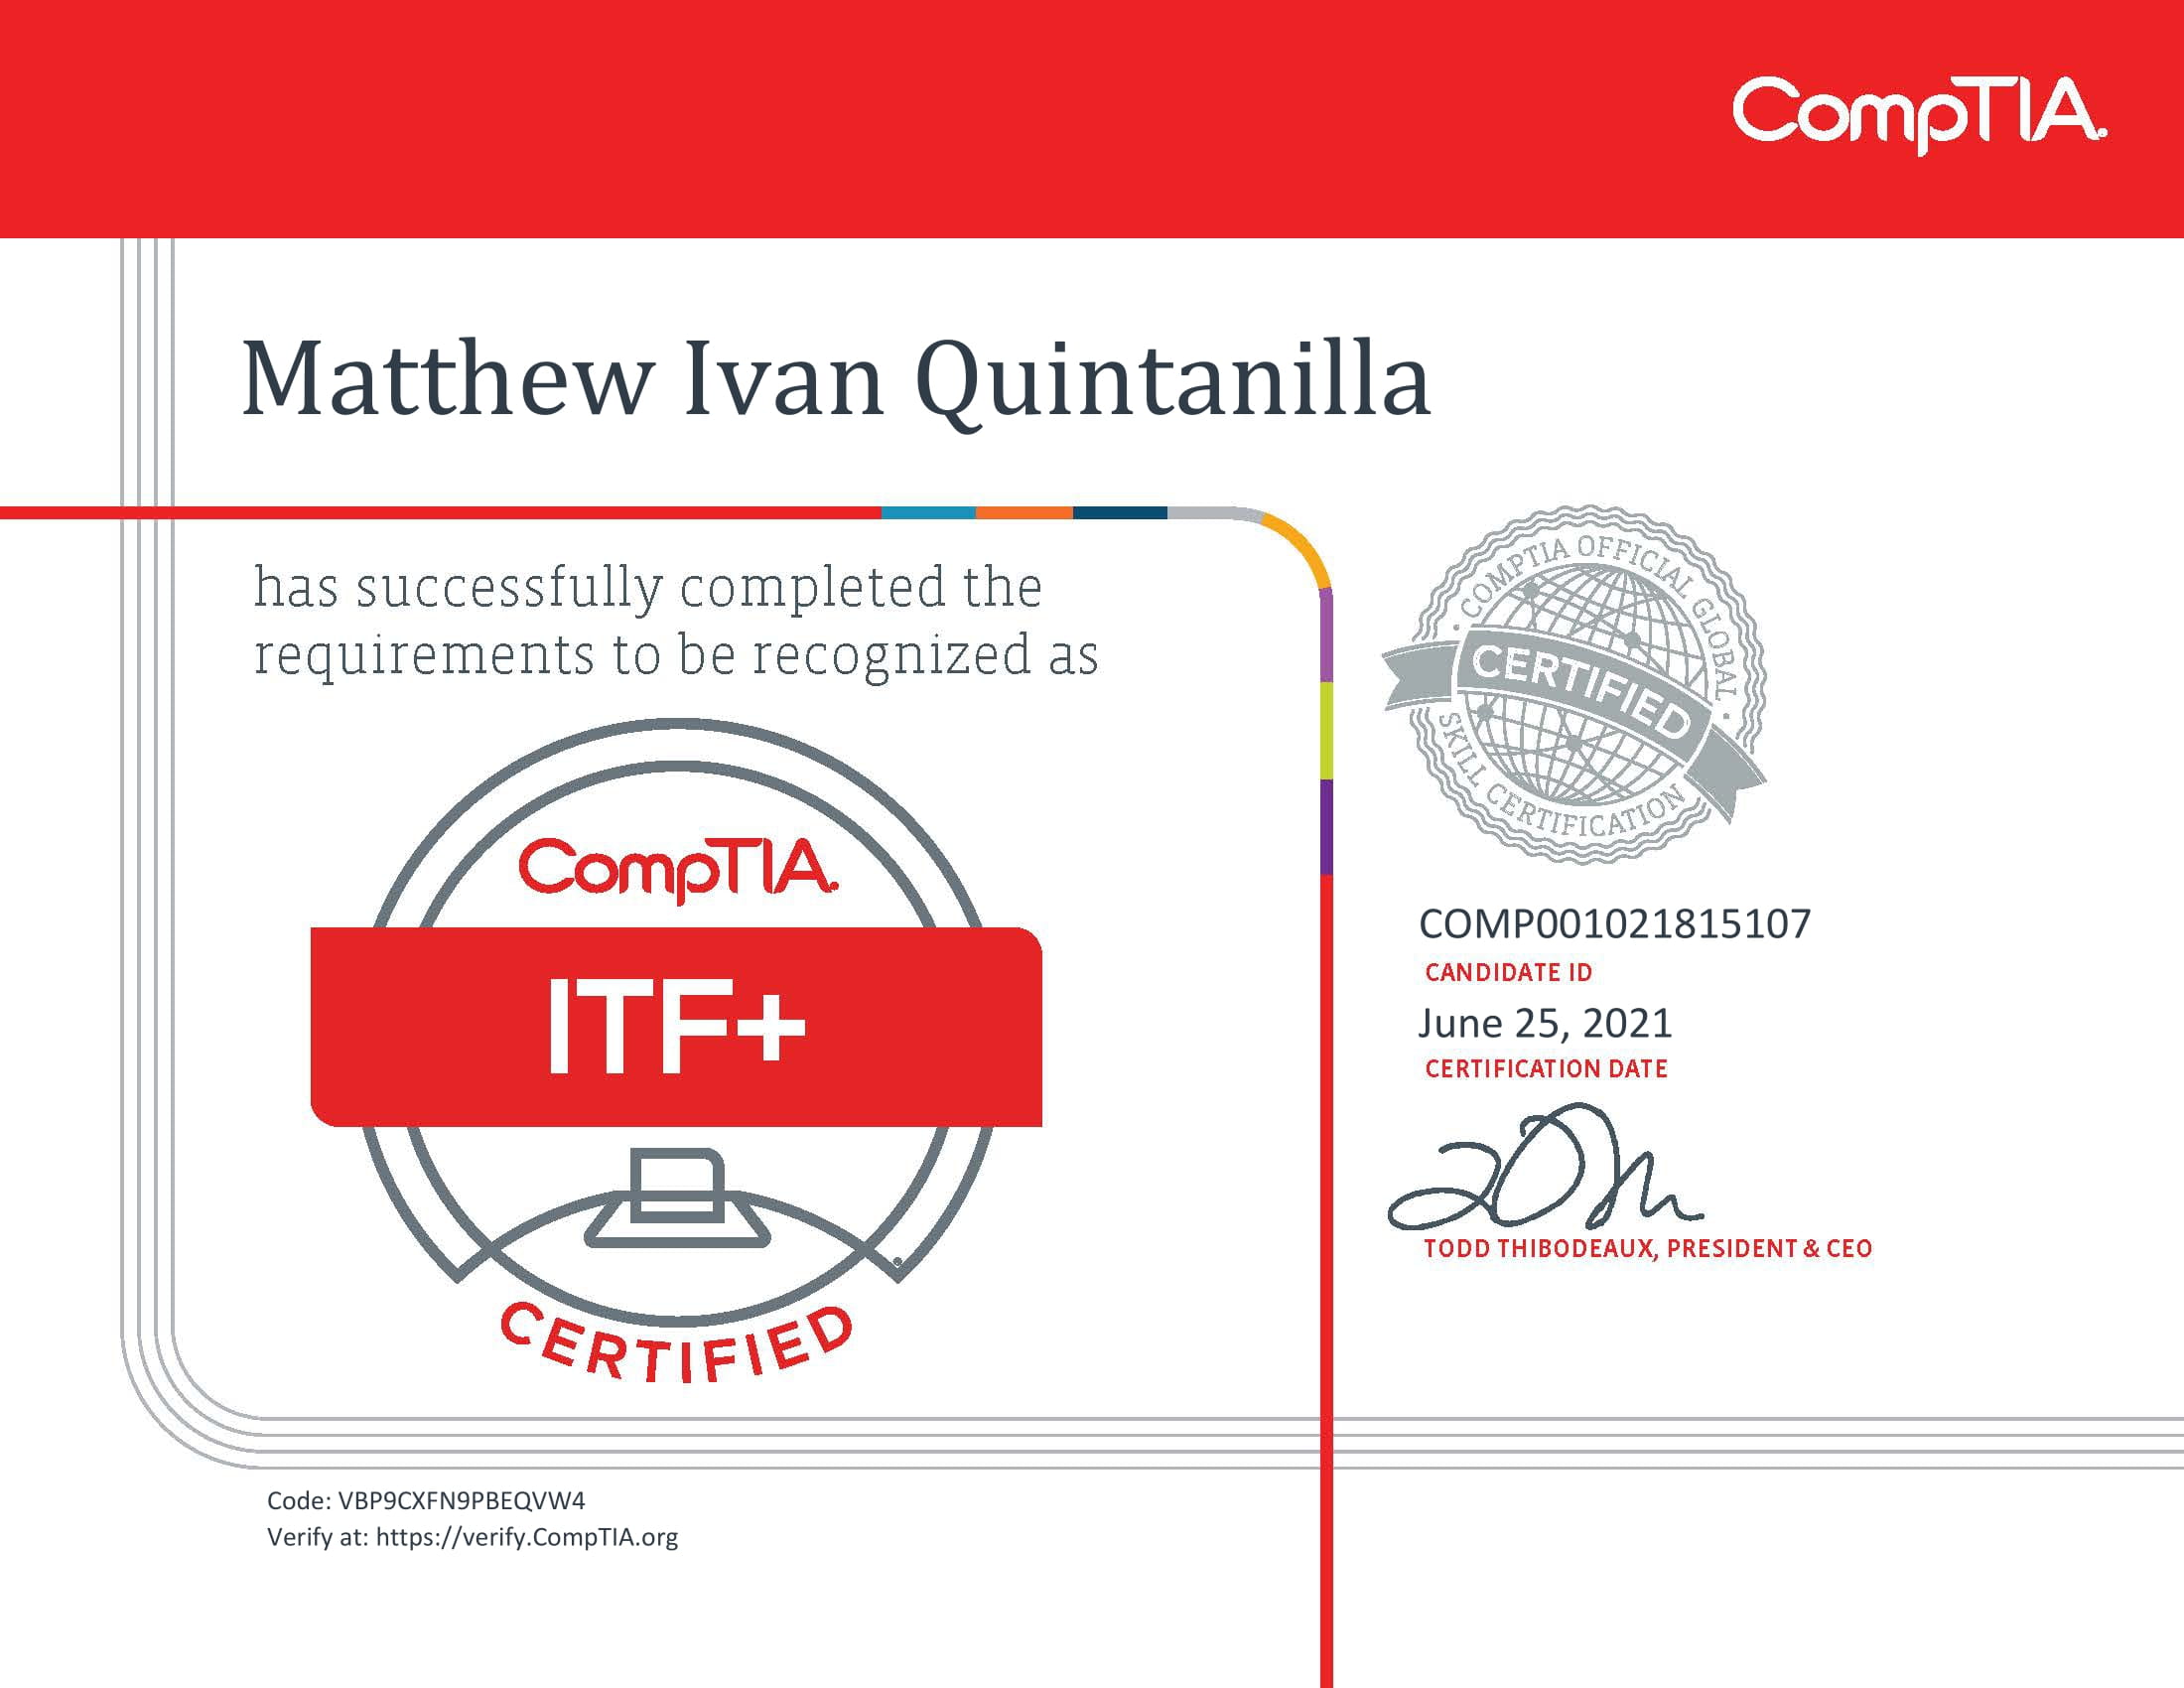 CompTIA.
Matthew Ivan Quintanilla
has successfully completed the
requirements to be recognized as
CompTIA.
ITF+
CERTIFIED
COMPTIA OFFICIAL GLOBAL
CERTIFIED
SKILL CERTIFICATION
COMP001021815107
CANDIDATE ID
June 25, 2021
CERTIFICATION DATE
TODD THIBODEAUX, PRESIDENT & CEO
Code: VBP9CXFN9PBEQVW4
Verify at: https://verify.CompTIA.org